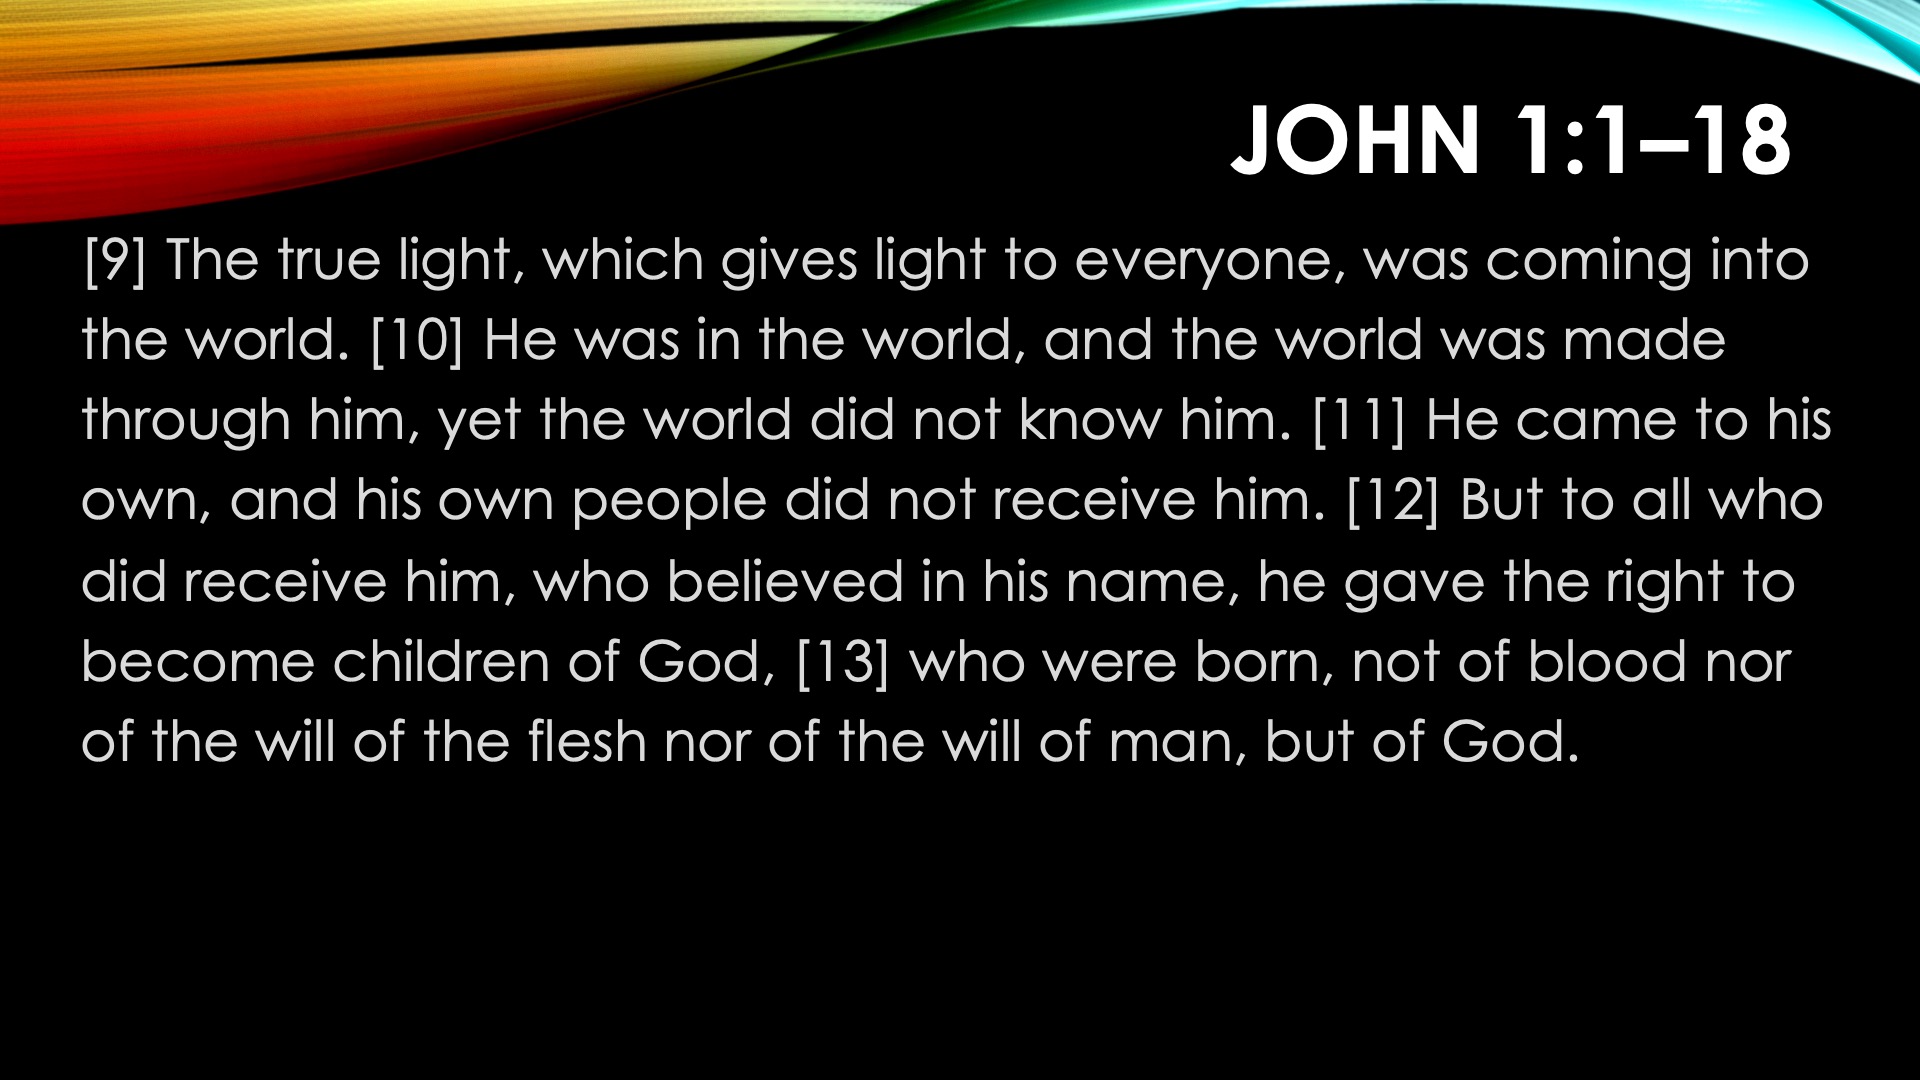 JOHN 1:1–18
[9] The true light, which gives light to everyone, was coming into
the world. [10] He was in the world, and the world was made
through him, yet the world did not know him. [11] He came to his
own, and his own people did not receive him. [12] But to all who
did receive him, who believed in his name, he gave the right to
become children of God, [13] who were born, not of blood nor
of the will of the flesh nor of the will of man, but of God.